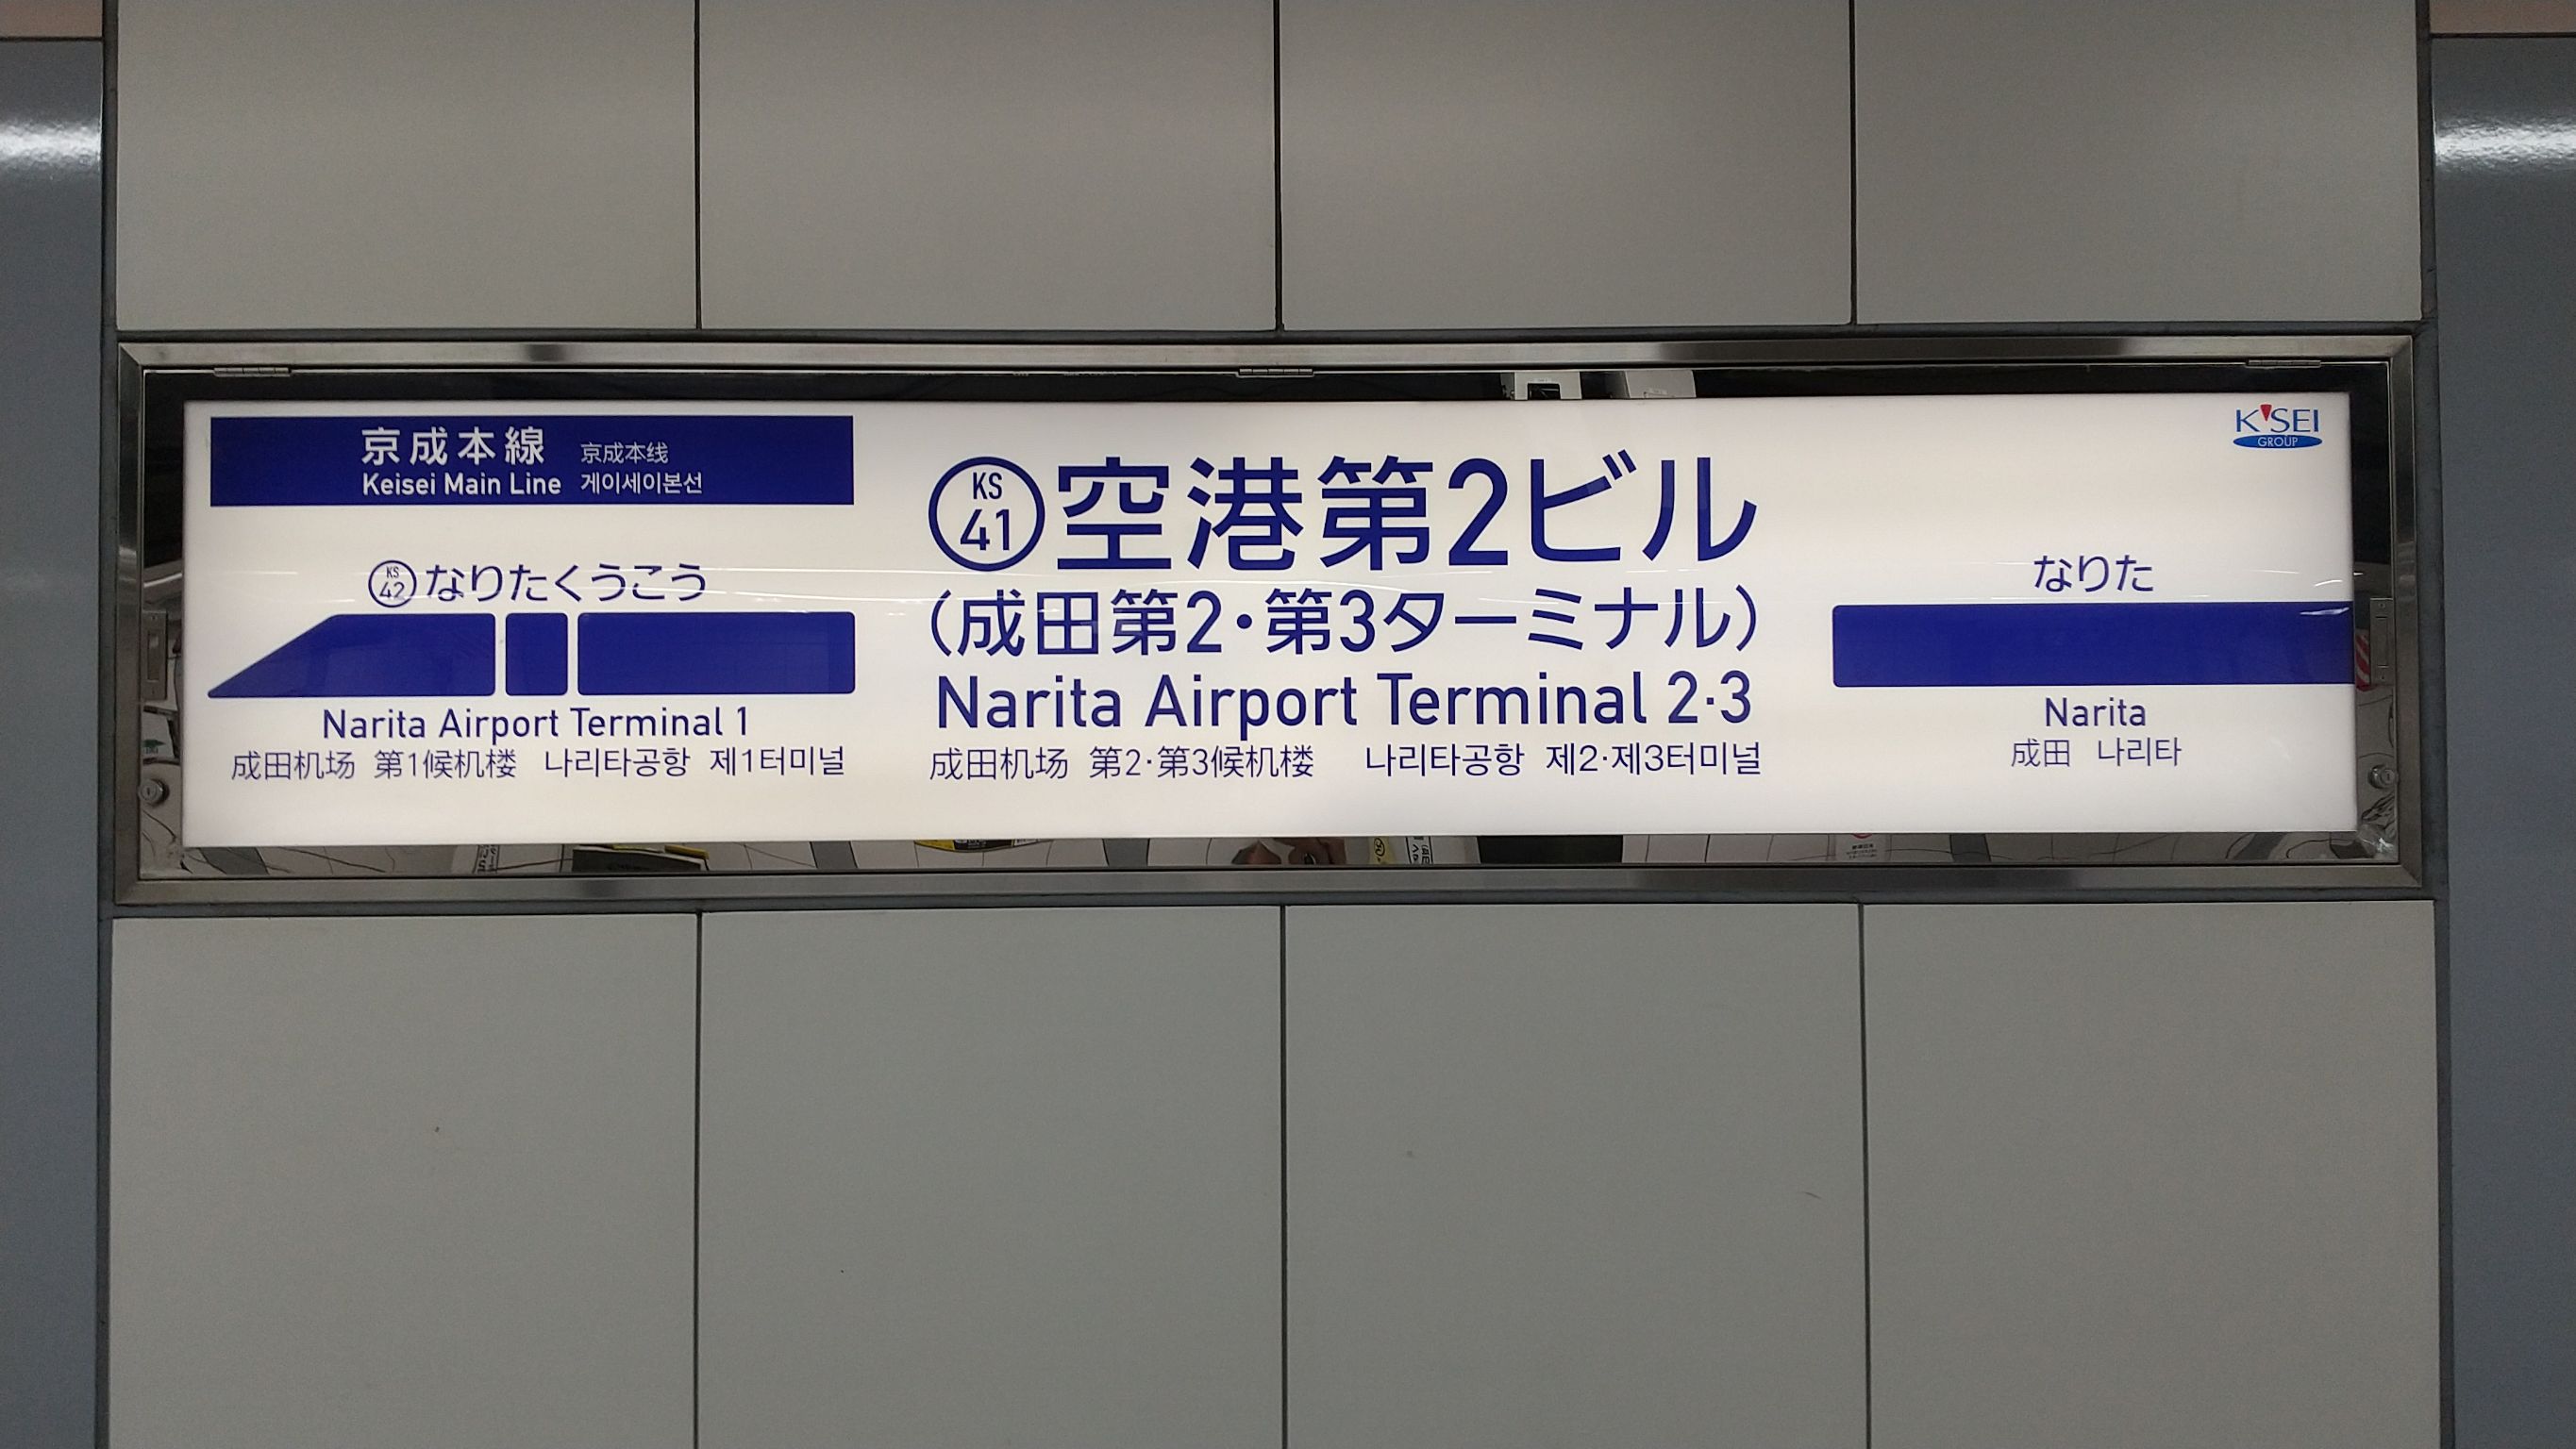 京成本線 京成本线
Keisei Main Line 게이세이본선
KS
42
なりたくうこう
Narita Airport Terminal 1
成田机场 第1候机楼 나리타공항 제1터미널
KS
41
空港第2ビル
(成田第2・第3ターミナル)
Narita Airport Terminal 2·3
成田机场 第2·第3候机楼 나리타공항 제2·제3터미널
K'SEI
GROUP
なりた
Narita
成田 나리타